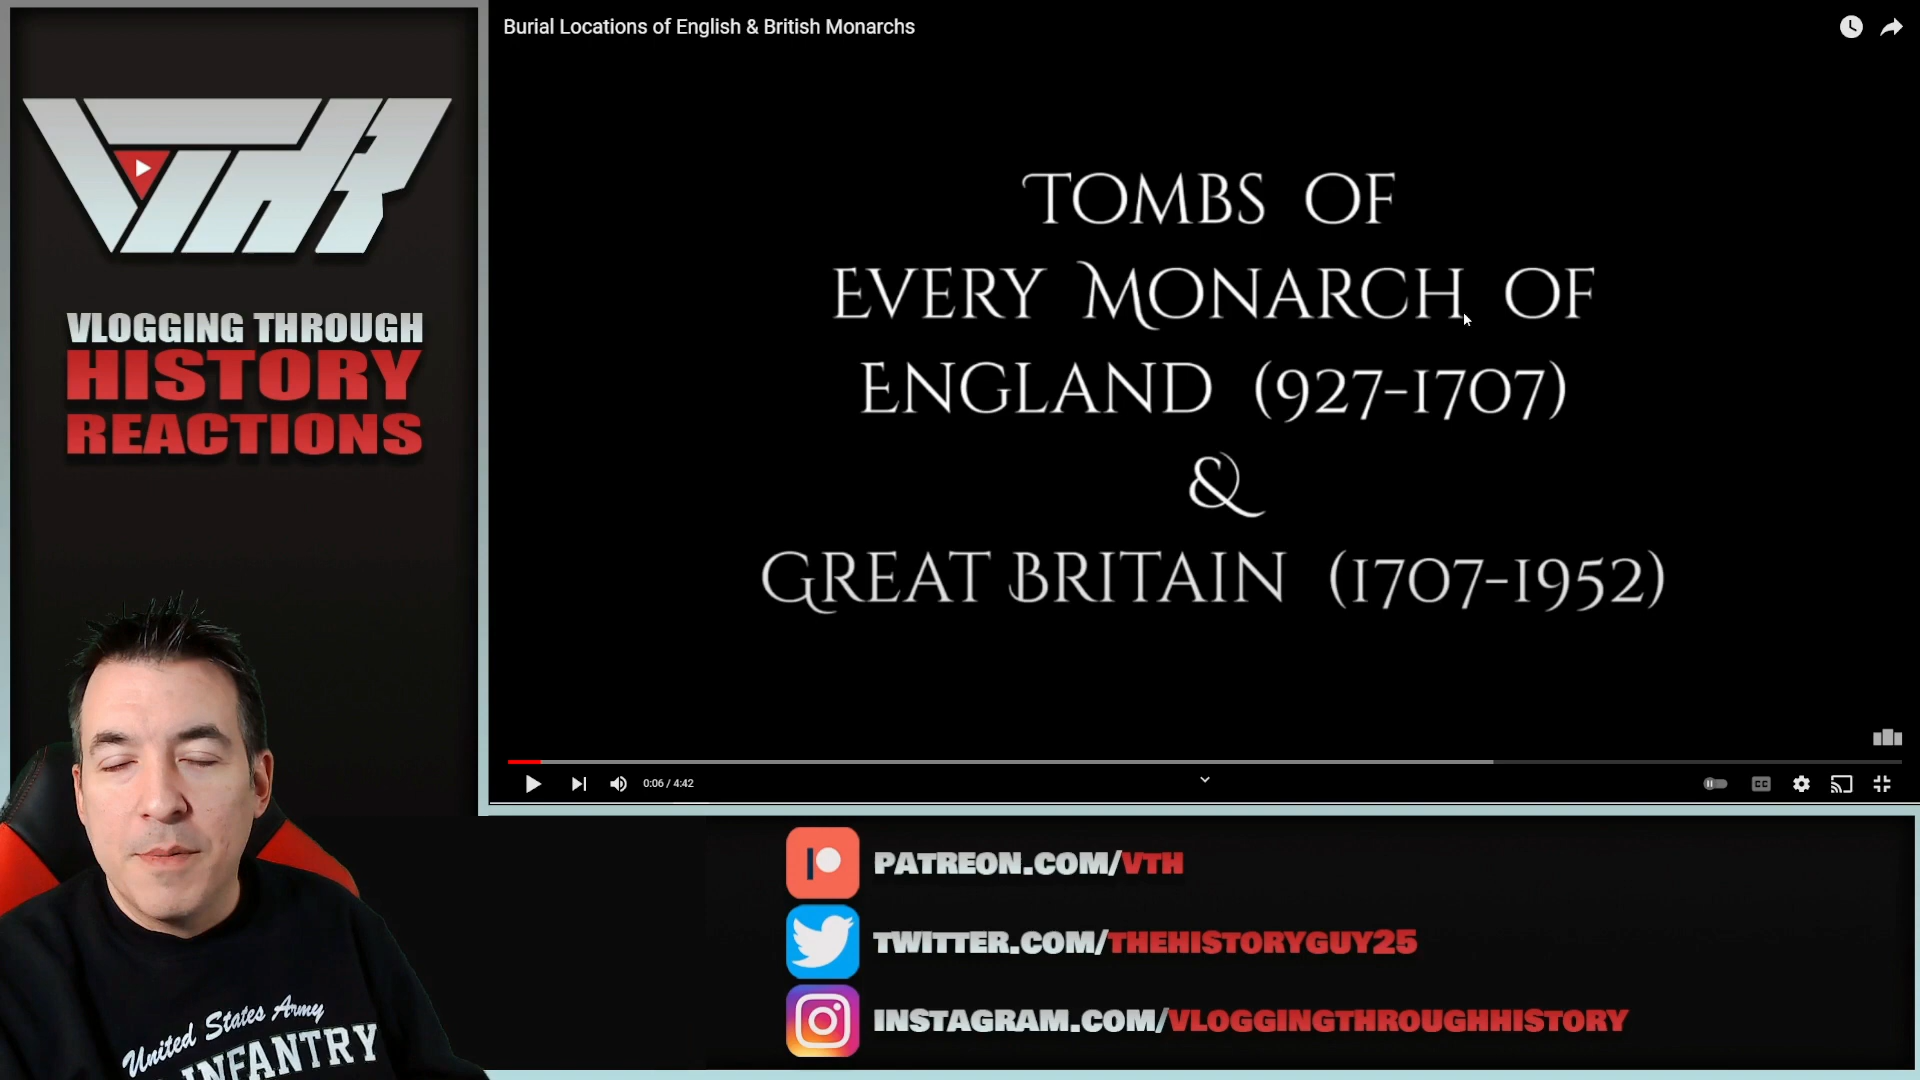 Burial Locations of English & British Monarchs
VTH
VLOGGING THROUGH
HISTORY
REACTIONS
TOMBS OF
EVERY MONARCH OF
ENGLAND (927-1707)
&
GREAT BRITAIN (1707-1952)
0:06 / 4:42
CC
PATREON.COM/VTH
TWITTER.COM/THEHISTORYGUY25
INSTAGRAM.COM/VLOGGINGTHROUGHHISTORY
United States Army
INFANTRY